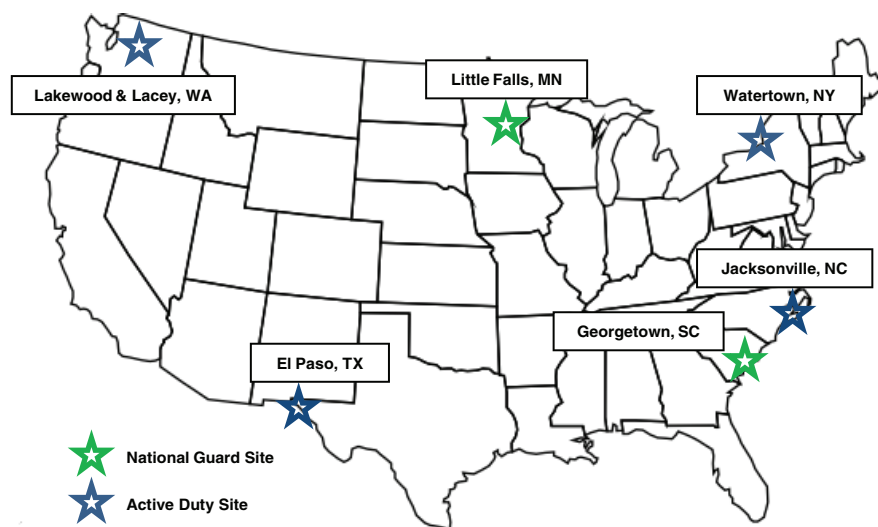 Little Falls, MN
Lakewood & Lacey, WA
Watertown, NY
Jacksonville, NC
Georgetown, SC
El Paso, TX
National Guard Site
Active Duty Site